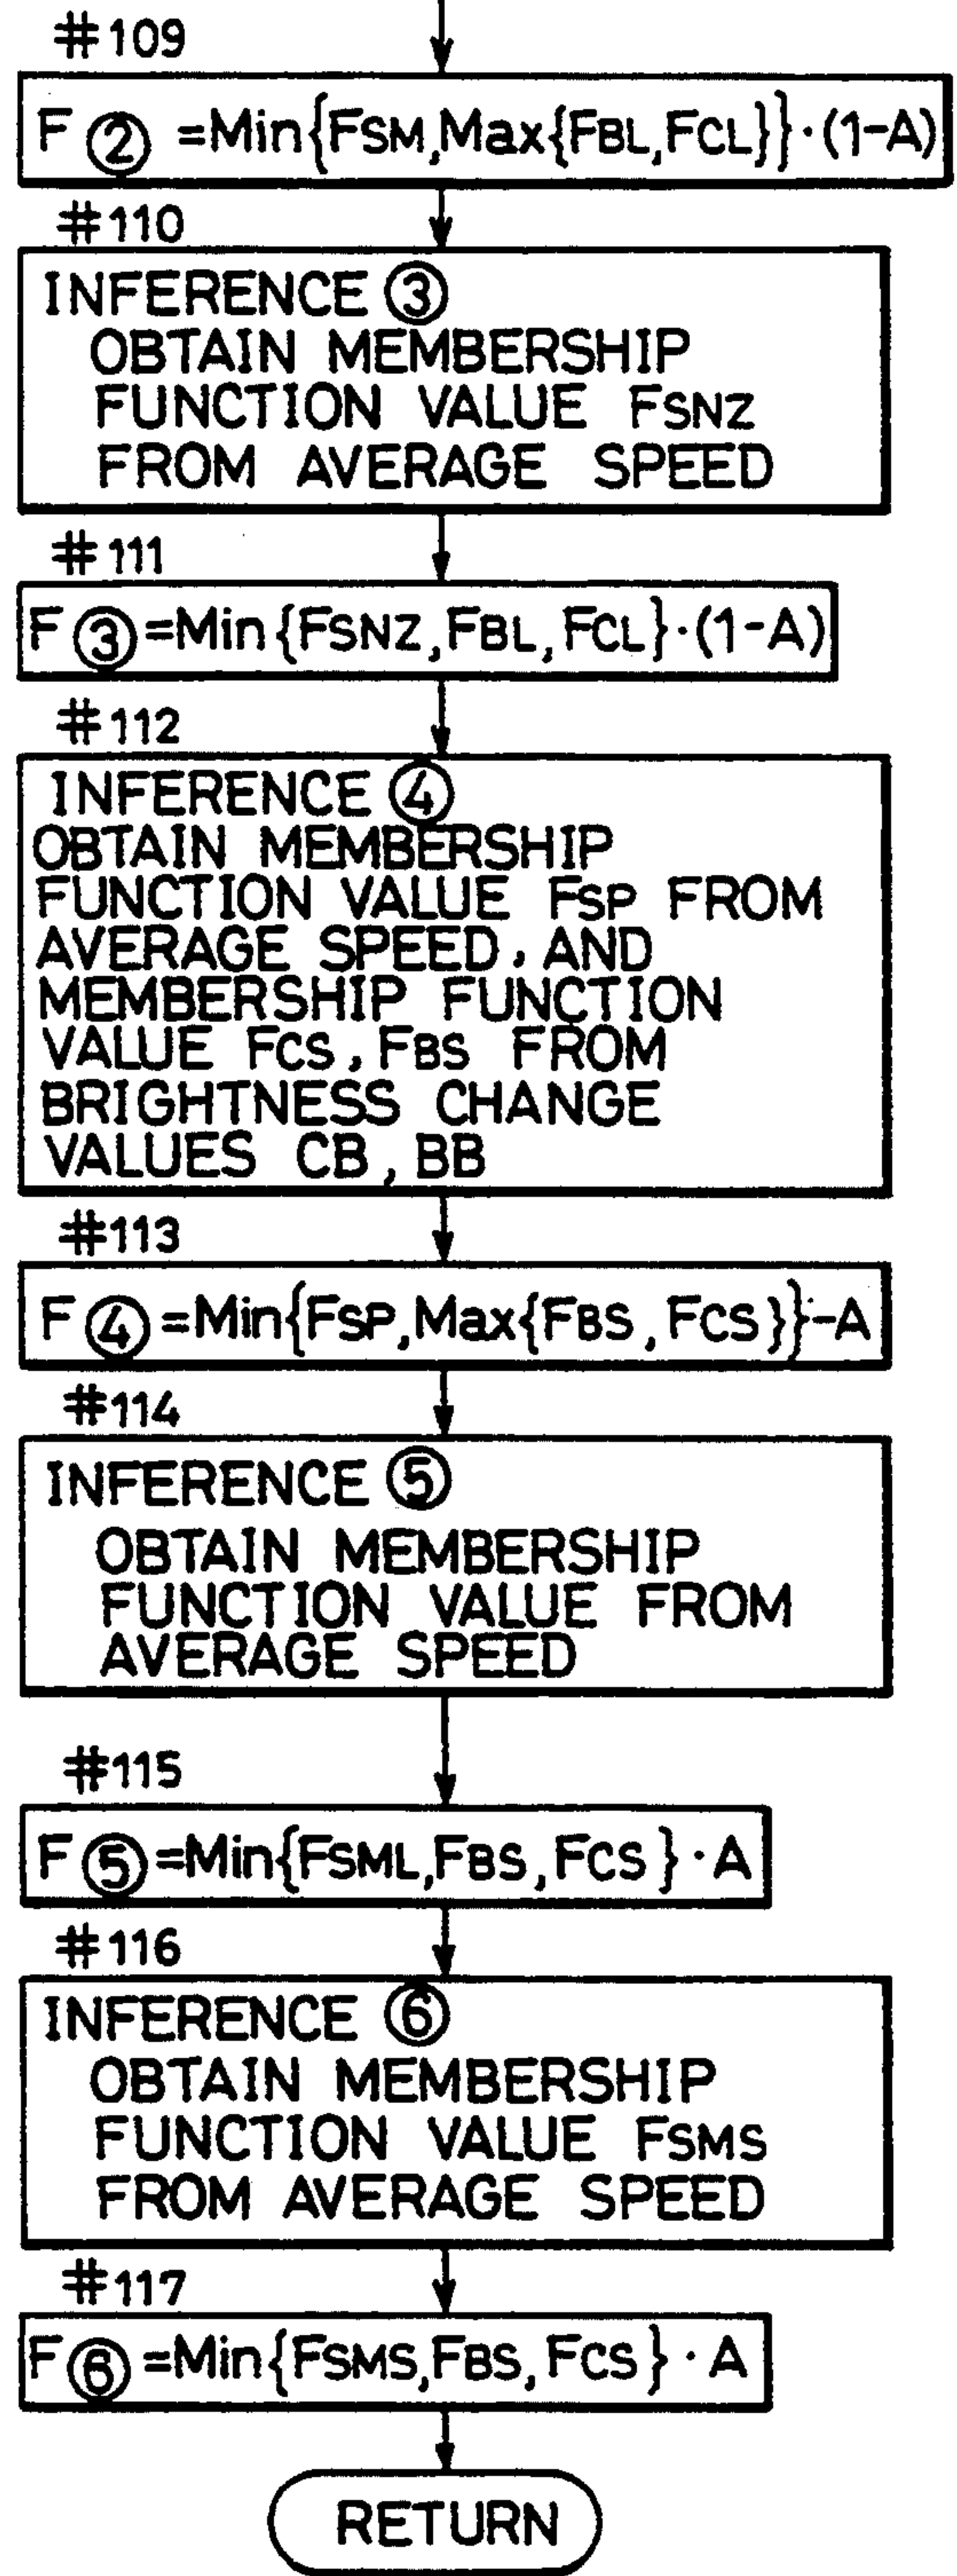 #109
F ② =Min{FSM,Max{FBL,FCL}}·(1-A)
#110
INFERENCE ③
OBTAIN MEMBERSHIP
FUNCTION VALUE FSNZ
FROM AVERAGE SPEED
#111
F ③=Min{FSNZ,FBL,FCL}·(1-A)
#112
INFERENCE ④
OBTAIN MEMBERSHIP
FUNCTION VALUE FSP FROM
AVERAGE SPEED, AND
MEMBERSHIP FUNCTION
VALUE FCS, FBS FROM
BRIGHTNESS CHANGE
VALUES CB, BB
#113
F ④=Min{FSP,Max{FBS,FCS}}-A
#114
INFERENCE ⑤
OBTAIN MEMBERSHIP
FUNCTION VALUE FROM
AVERAGE SPEED
#115
F ⑤=Min{FSML,FBS,FCS}·A
#116
INFERENCE ⑥
OBTAIN MEMBERSHIP
FUNCTION VALUE FSMS
FROM AVERAGE SPEED
#117
F ⑥=Min{FSMS,FBS,FCS}·A
RETURN